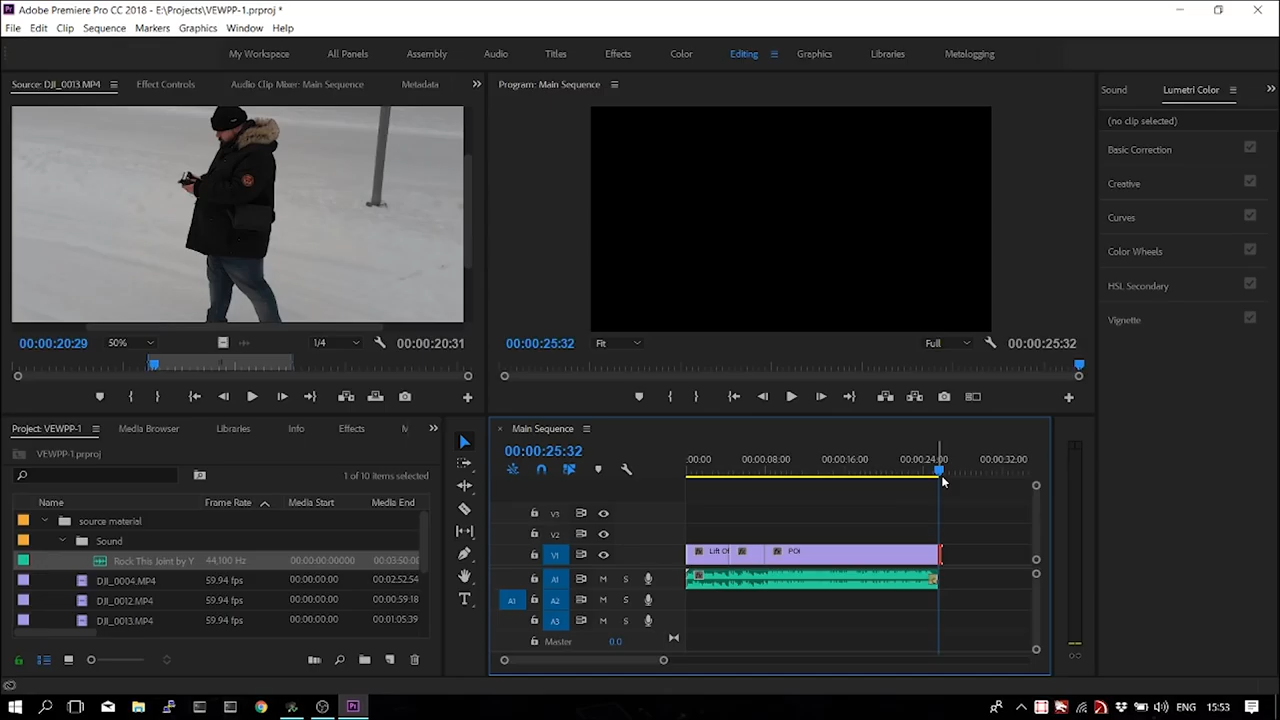 Adobe Premiere Pro CC 2018 - E:\Projects\VEWPP-1.prproj *
File Edit Clip Sequence Markers Graphics Window Help
My Workspace All Panels Assembly Audio Titles Effects Color Editing Graphics Libraries Metalogging
Source: DJI_0013.MP4 Effect Controls Audio Clip Mixer: Main Sequence Metadata
Program: Main Sequence
Sound Lumetri Color
(no clip selected)
Basic Correction
Creative
Curves
Color Wheels
HSL Secondary
Vignette
00:00:20:29 50% 1/4 00:00:20:31
00:00:25:32 Fit Full 00:00:25:32
Project: VEWPP-1 Media Browser Libraries Info Effects M
VEWPP-1.prproj
1 of 10 items selected
Name Frame Rate Media Start Media End
source material
Sound
Rock This Joint by Y 44,100 Hz 00:00:00:00000 00:03:50:00
DJI_0004.MP4 59.94 fps 00:00:00:00 00:02:52:54
DJI_0012.MP4 59.94 fps 00:00:00:00 00:00:59:18
DJI_0013.MP4 59.94 fps 00:00:00:00 00:01:05:39
Main Sequence
00:00:25:32
:00:00 00:00:08:00 00:00:16:00 00:00:24:00 00:00:32:00
V3
V2
V1 Lift Of POI
A1 M S
A1 A2 M S
A3 M S
Master 0.0
ENG 15:53